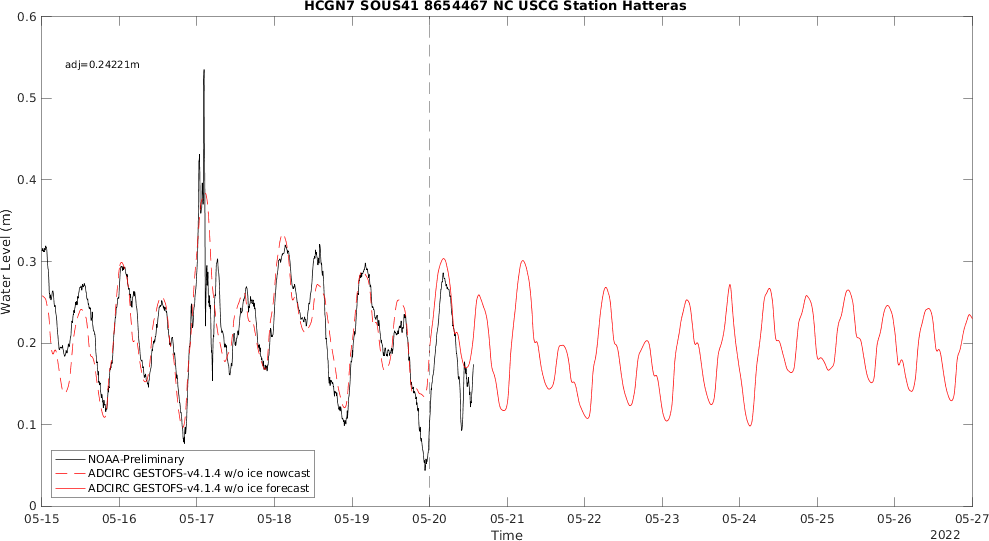 HCGN7 SOUS41 8654467 NC USCG Station Hatteras
0.6
adj=0.24221m
0.5
0.4
0.3
0.2
0.1
0
Water Level (m)
NOAA-Preliminary
ADCIRC GESTOFS-v4.1.4 w/o ice nowcast
ADCIRC GESTOFS-v4.1.4 w/o ice forecast
05-15 05-16 05-17 05-18 05-19 05-20 05-21 05-22 05-23 05-24 05-25 05-26 05-27
Time
2022